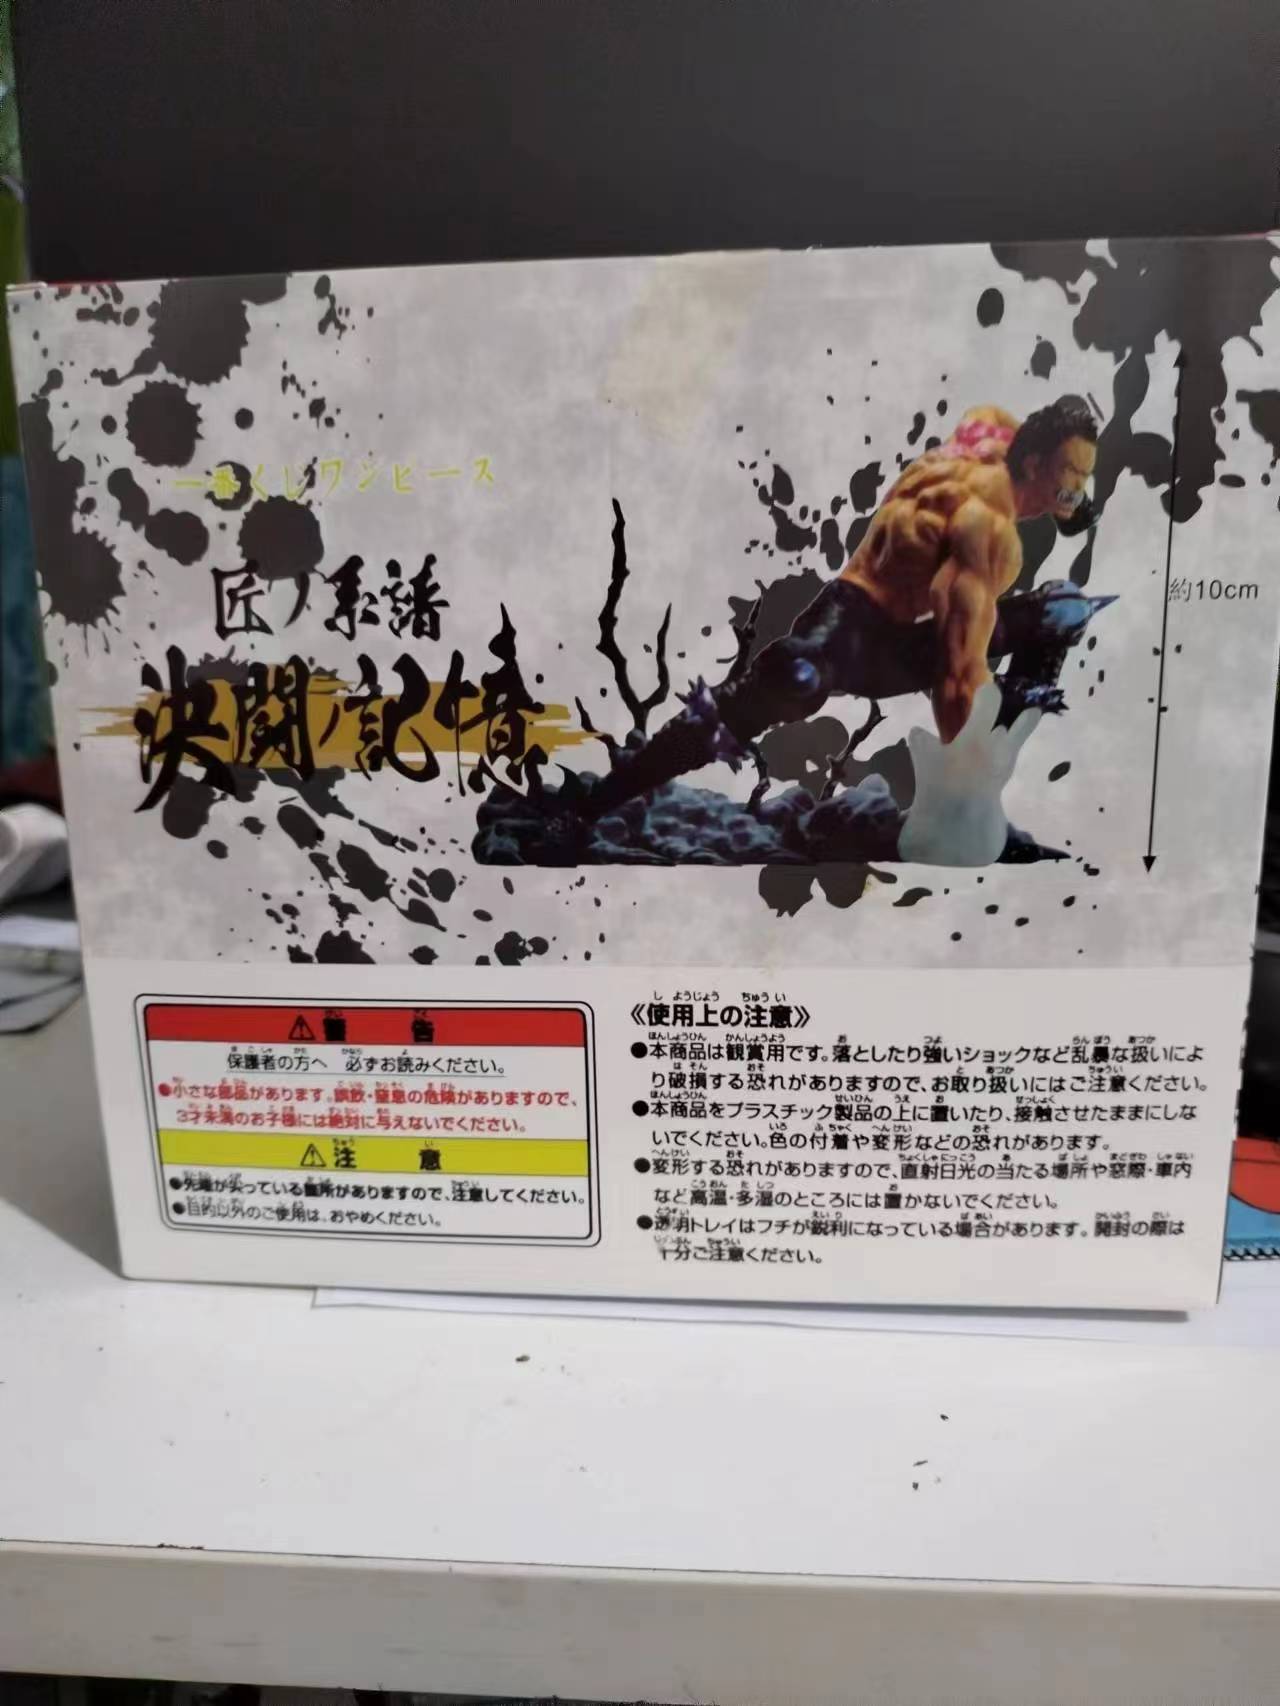 一番くじワンピース
匠ノ系譜
決闘ノ記憶
約10cm
警告
保護者の方へ 必ずお読みください。
●小さな部品があります。誤飲・窒息の危険がありますので、
3才未満のお子様には絶対に与えないでください。
注意
●先端が尖っている箇所がありますので、注意してください。
●目的以外のご使用は、おやめください。
《使用上の注意》
●本商品は観賞用です。落としたり強いショックなど乱暴な扱いによ
り破損する恐れがありますので、お取り扱いにはご注意ください。
●本商品をプラスチック製品の上に置いたり、接触させたままにしな
いでください。色の付着や変形などの恐れがあります。
●変形する恐れがありますので、直射日光の当たる場所や窓際・車内
など高温・多湿のところには置かないでください。
●透明トレイはフチが鋭利になっている場合があります。開封の際は
十分ご注意ください。